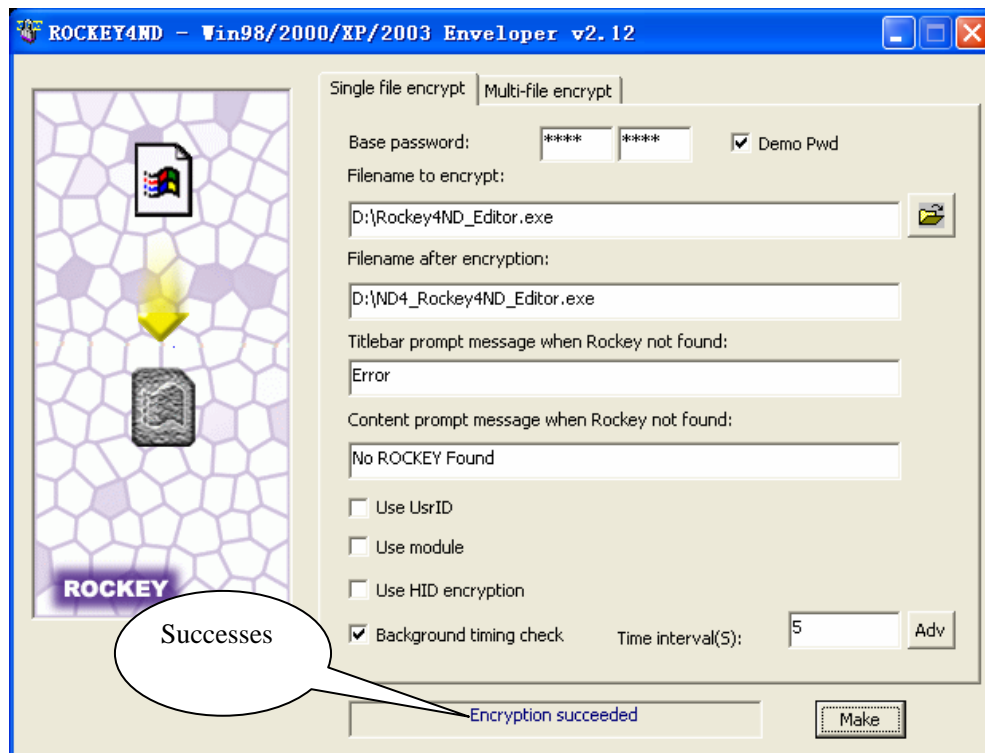 ROCKEY4ND - Win98/2000/XP/2003 Enveloper v2.12
Single file encrypt
Multi-file encrypt
Base password: **** **** Demo Pwd
Filename to encrypt:
D:\Rockey4ND_Editor.exe
Filename after encryption:
D:\ND4_Rockey4ND_Editor.exe
Titlebar prompt message when Rockey not found:
Error
Content prompt message when Rockey not found:
No ROCKEY Found
Use UsrID
Use module
Use HID encryption
Background timing check Time interval(S): 5 Adv
ROCKEY
Successes
Encryption succeeded
Make